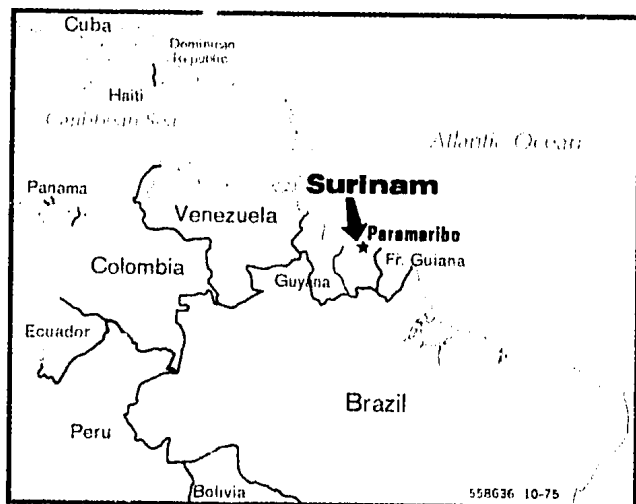 Cuba
Dominican
Republic
Haiti
Caribbean Sea
Atlantic Ocean
Panama
Surinam
Venezuela
Paramaribo
Colombia
Guyana
Fr. Guiana
Ecuador
Brazil
Peru
Bolivia
558636 10-75